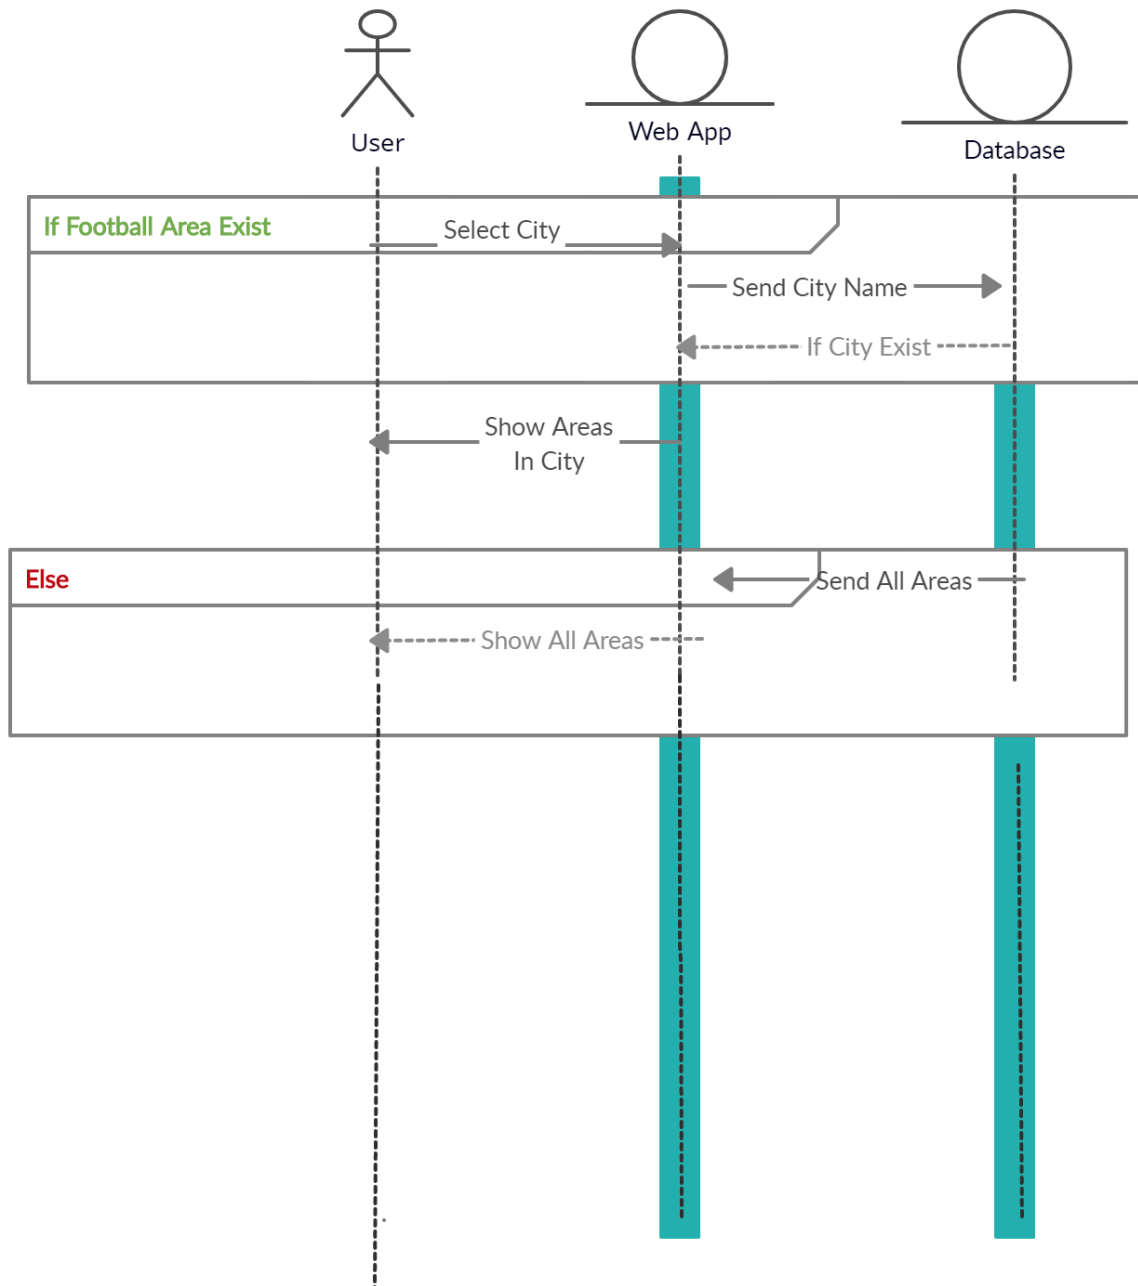 User
Web App
Database
If Football Area Exist
Select City
Send City Name
If City Exist
Show Areas
In City
Else
Send All Areas
Show All Areas